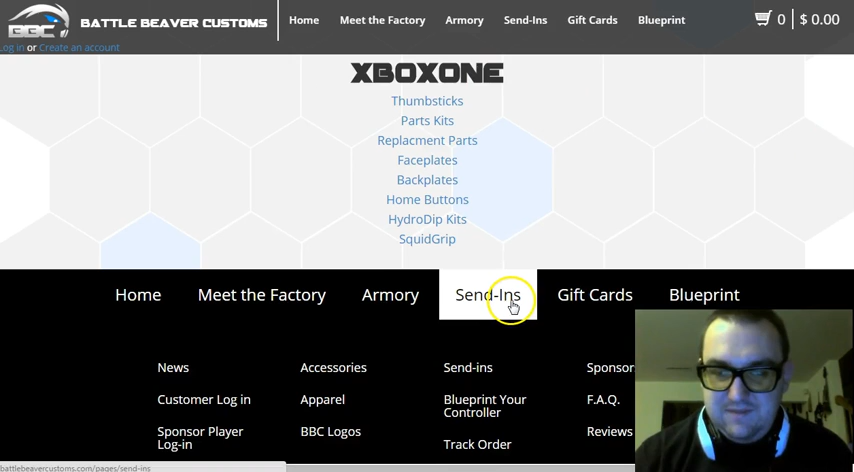 BBC
BATTLE BEAVER CUSTOMS
Home Meet the Factory Armory Send-Ins Gift Cards Blueprint 0 $ 0.00
Log in or Create an account
XBOXONE
Thumbsticks
Parts Kits
Replacment Parts
Faceplates
Backplates
Home Buttons
HydroDip Kits
SquidGrip
Home Meet the Factory Armory Send-Ins Gift Cards Blueprint
News Accessories Send-ins Sponsor
Customer Log in Apparel Blueprint Your F.A.Q.
Controller
Sponsor Player BBC Logos Reviews
Log-in Track Order
battlebeavercustoms.com/pages/send-ins